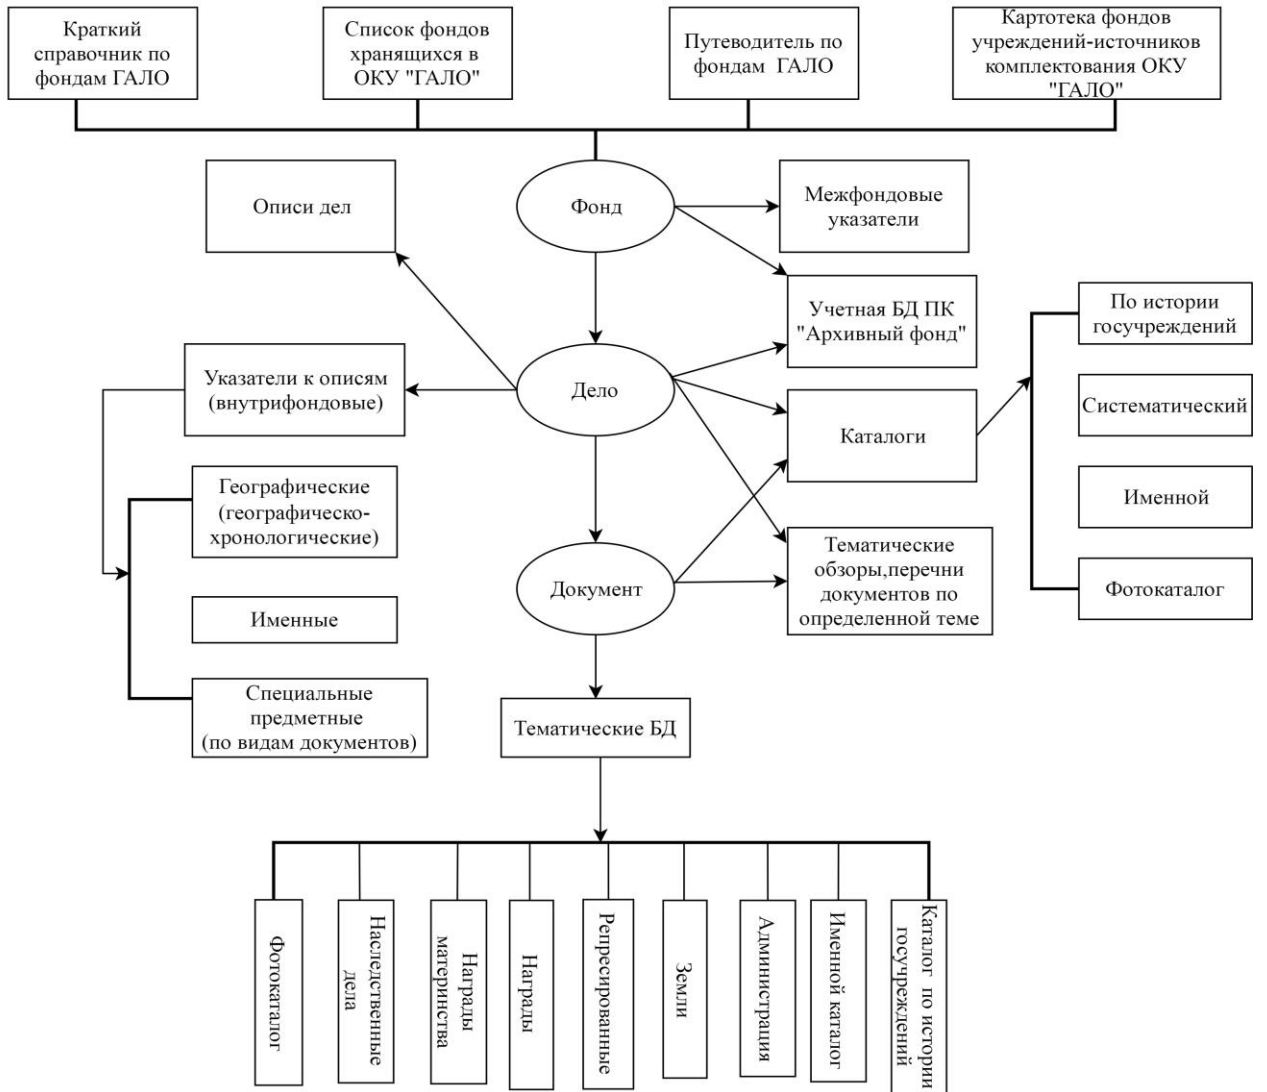 Краткий
справочник по
фондам ГАЛО
Список фондов
хранящихся в
ОКУ "ГАЛО"
Путеводитель по
фондам ГАЛО
Картотека фондов
учреждений-источников
комплектования ОКУ
"ГАЛО"
Описи дел
Фонд
Межфондовые
указатели
Учетная БД ПК
"Архивный фонд"
По истории
госучреждений
Указатели к описям
(внутрифондовые)
Дело
Каталоги
Систематический
Географические
(географическо-
хронологические)
Именной
Документ
Тематические
обзоры,перечни
документов по
определенной теме
Фотокаталог
Именные
Специальные
предметные
(по видам документов)
Тематические БД
Фотокаталог
Наследственные
дела
Награды
материнства
Награды
Репресированные
Земли
Администрация
Именной каталог
Каталог по истории
госучреждений